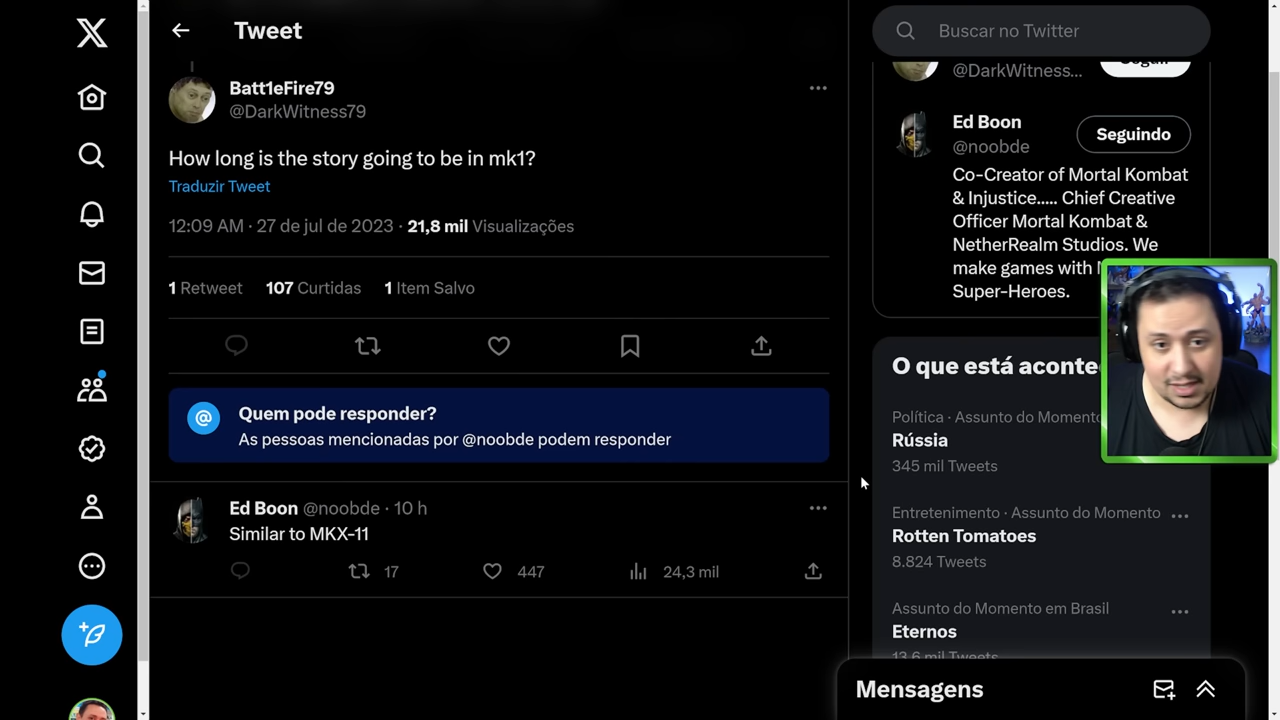 Tweet
Batt1eFire79
@DarkWitness79
How long is the story going to be in mk1?
Traduzir Tweet
12:09 AM · 27 de jul de 2023 · 21,8 mil Visualizações
1 Retweet 107 Curtidas 1 Item Salvo
Quem pode responder?
As pessoas mencionadas por @noobde podem responder
Ed Boon @noobde · 10 h
Similar to MKX-11
17 447 24,3 mil
Buscar no Twitter
@DarkWitness...
Seguir
Ed Boon
@noobde
Seguindo
Co-Creator of Mortal Kombat
& Injustice..... Chief Creative
Officer Mortal Kombat &
NetherRealm Studios. We
make games with
Super-Heroes.
O que está aconte
Política · Assunto do Momento
Rússia
345 mil Tweets
Entretenimento · Assunto do Momento
Rotten Tomatoes
8.824 Tweets
Assunto do Momento em Brasil
Eternos
13,6 mil Tweets
Mensagens